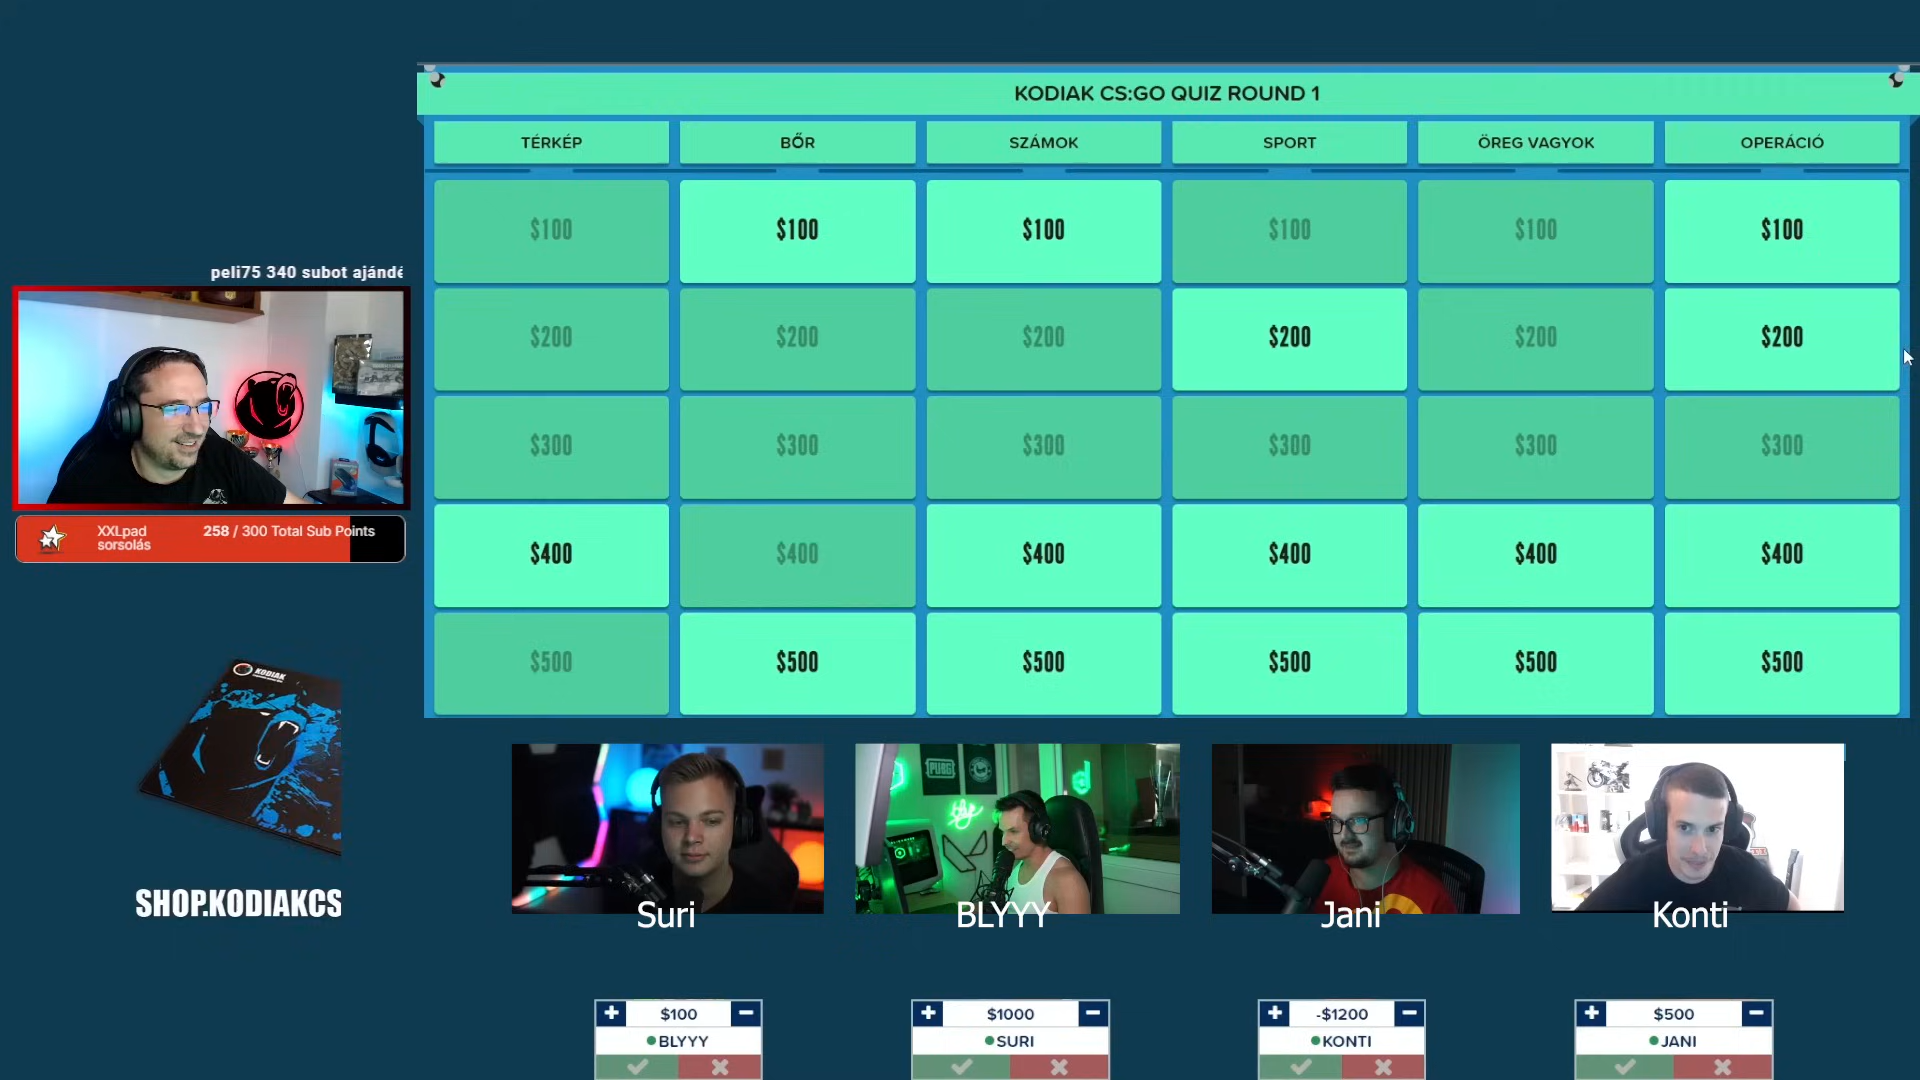 KODIAK CS:GO QUIZ ROUND 1
TÉRKÉP BŐR SZÁMOK SPORT ÖREG VAGYOK OPERÁCIÓ
$100 $100 $100 $100 $100 $100
$200 $200 $200 $200 $200 $200
$300 $300 $300 $300 $300 $300
$400 $400 $400 $400 $400 $400
$500 $500 $500 $500 $500 $500
peli75 340 subot ajándé
XXLpad sorsolás
258 / 300 Total Sub Points
KODIAK
SHOP.KODIAKCS
PUBG
Suri BLYYY Jani Konti
$100 $1000 -$1200 $500
BLYYY SURI KONTI JANI